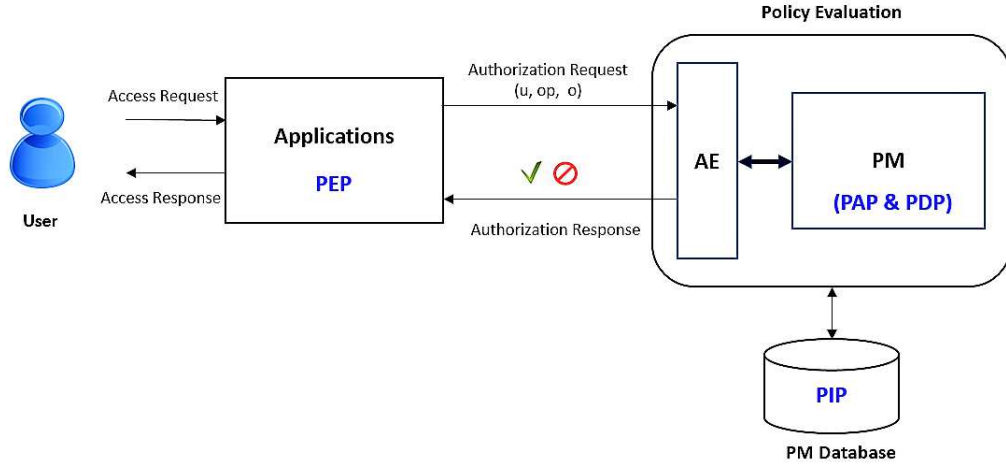 Policy Evaluation
Authorization Request
(u, op, o)
Access Request
Applications
PEP
AE
PM
(PAP & PDP)
Access Response
User
Authorization Response
PIP
PM Database